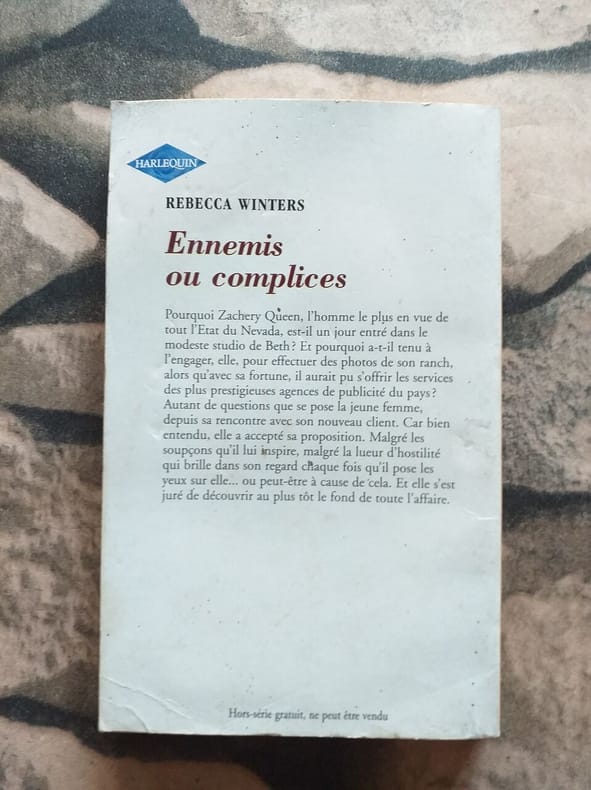 HARLEQUIN
REBECCA WINTERS
Ennemis
ou complices
Pourquoi Zachery Queen, l'homme le plus en vue de
tout l'Etat du Nevada, est-il un jour entré dans le
modeste studio de Beth ? Et pourquoi a-t-il tenu à
l'engager, elle, pour effectuer des photos de son ranch,
alors qu'avec sa fortune, il aurait pu s'offrir les services
des plus prestigieuses agences de publicité du pays ?
Autant de questions que se pose la jeune femme,
depuis sa rencontre avec son nouveau client. Car bien
entendu, elle a accepté sa proposition. Malgré les
soupçons qu'il lui inspire, malgré la lueur d'hostilité
qui brille dans son regard chaque fois qu'il pose les
yeux sur elle... ou peut-être à cause de cela. Et elle s'est
juré de découvrir au plus tôt le fond de toute l'affaire.
Hors-série gratuit, ne peut être vendu